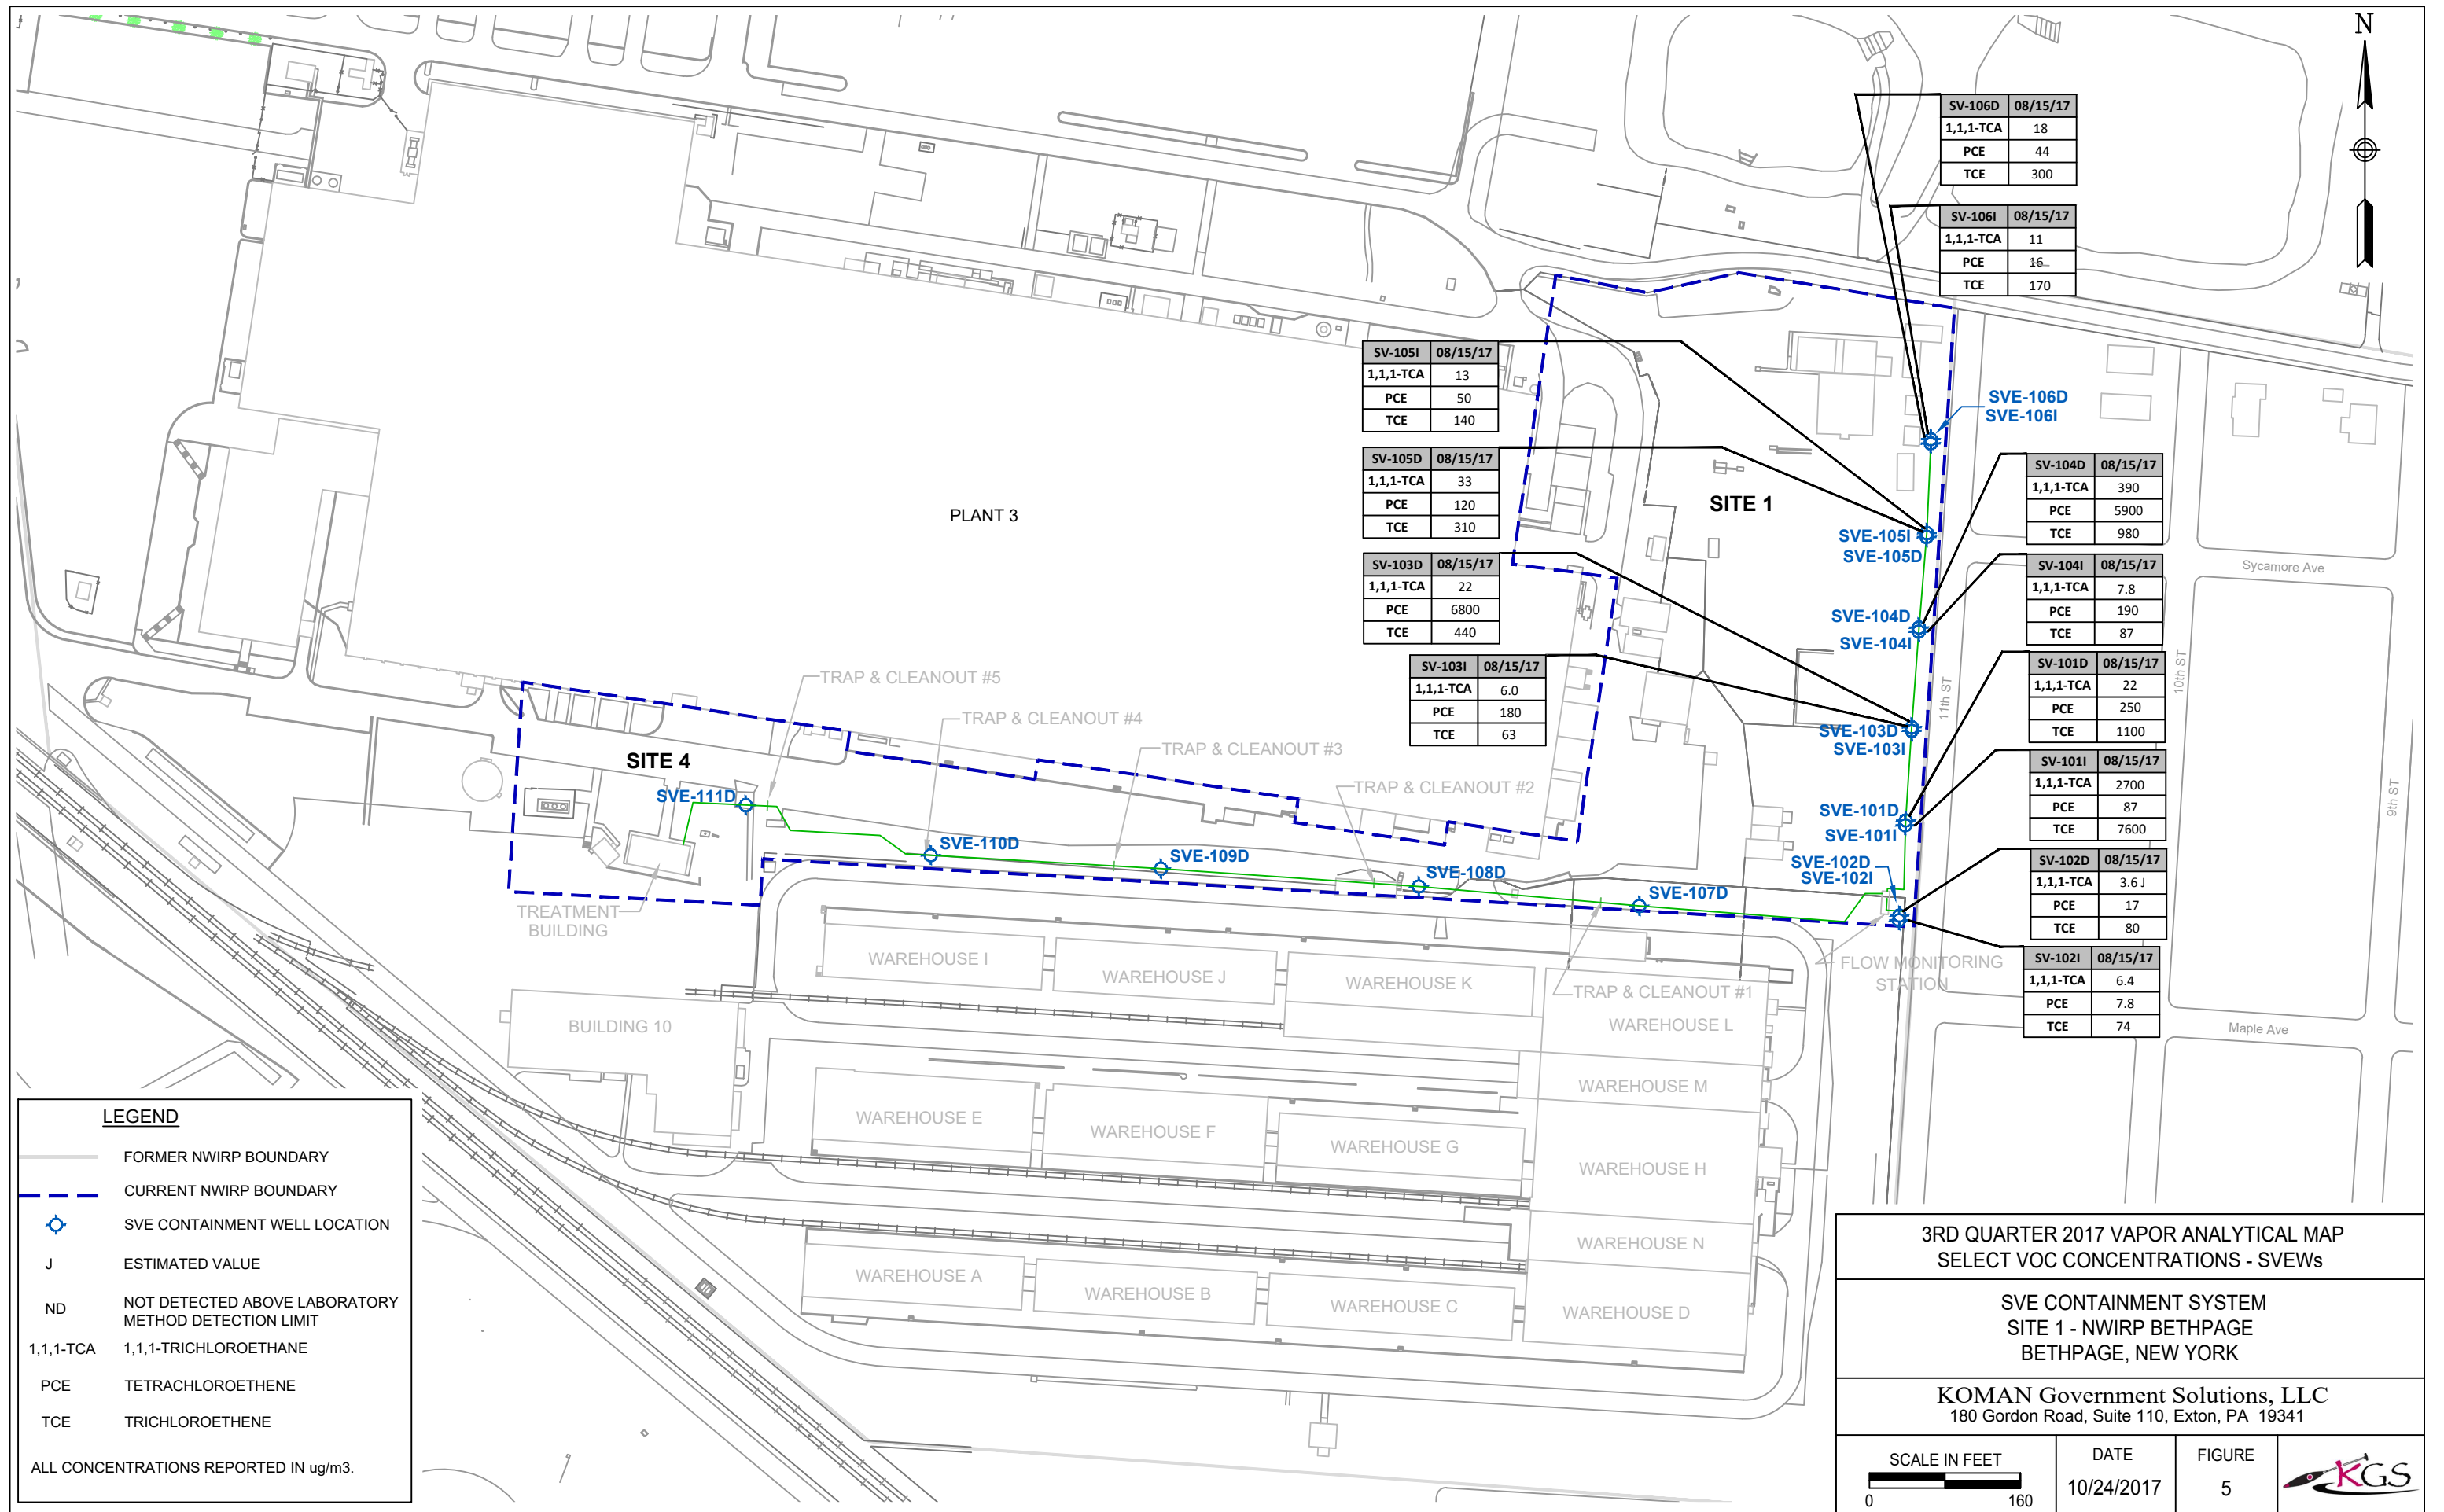 N
SV-106D 08/15/17
1,1,1-TCA 18
PCE 44
TCE 300
SV-106I 08/15/17
1,1,1-TCA 11
PCE 16
TCE 170
SV-105I 08/15/17
1,1,1-TCA 13
PCE 50
TCE 140
SV-105D 08/15/17
1,1,1-TCA 33
PCE 120
TCE 310
SV-103D 08/15/17
1,1,1-TCA 22
PCE 6800
TCE 440
SV-103I 08/15/17
1,1,1-TCA 6.0
PCE 180
TCE 63
SV-104D 08/15/17
1,1,1-TCA 390
PCE 5900
TCE 980
SV-104I 08/15/17
1,1,1-TCA 7.8
PCE 190
TCE 87
SV-101D 08/15/17
1,1,1-TCA 22
PCE 250
TCE 1100
SV-101I 08/15/17
1,1,1-TCA 2700
PCE 87
TCE 7600
SV-102D 08/15/17
1,1,1-TCA 3.6 J
PCE 17
TCE 80
SV-102I 08/15/17
1,1,1-TCA 6.4
PCE 7.8
TCE 74
SVE-106D
SVE-106I
SITE 1
SVE-105I
SVE-105D
SVE-104D
SVE-104I
SVE-103D
SVE-103I
SVE-101D
SVE-101I
SVE-102D
SVE-102I
PLANT 3
Sycamore Ave
11th ST
10th ST
9th ST
Maple Ave
TRAP & CLEANOUT #5
TRAP & CLEANOUT #4
TRAP & CLEANOUT #3
TRAP & CLEANOUT #2
SITE 4
SVE-111D
SVE-110D
SVE-109D
SVE-108D
SVE-107D
TREATMENT
BUILDING
FLOW MONITORING
STATION
TRAP & CLEANOUT #1
WAREHOUSE I
WAREHOUSE J
WAREHOUSE K
WAREHOUSE L
BUILDING 10
WAREHOUSE M
WAREHOUSE E
WAREHOUSE F
WAREHOUSE G
WAREHOUSE H
WAREHOUSE N
WAREHOUSE A
WAREHOUSE B
WAREHOUSE C
WAREHOUSE D
LEGEND
FORMER NWIRP BOUNDARY
CURRENT NWIRP BOUNDARY
SVE CONTAINMENT WELL LOCATION
J ESTIMATED VALUE
ND NOT DETECTED ABOVE LABORATORY
METHOD DETECTION LIMIT
1,1,1-TCA 1,1,1-TRICHLOROETHANE
PCE TETRACHLOROETHENE
TCE TRICHLOROETHENE
ALL CONCENTRATIONS REPORTED IN ug/m3.
3RD QUARTER 2017 VAPOR ANALYTICAL MAP
SELECT VOC CONCENTRATIONS - SVEWs
SVE CONTAINMENT SYSTEM
SITE 1 - NWIRP BETHPAGE
BETHPAGE, NEW YORK
KOMAN Government Solutions, LLC
180 Gordon Road, Suite 110, Exton, PA 19341
SCALE IN FEET
0 160
DATE
10/24/2017
FIGURE
5
KGS